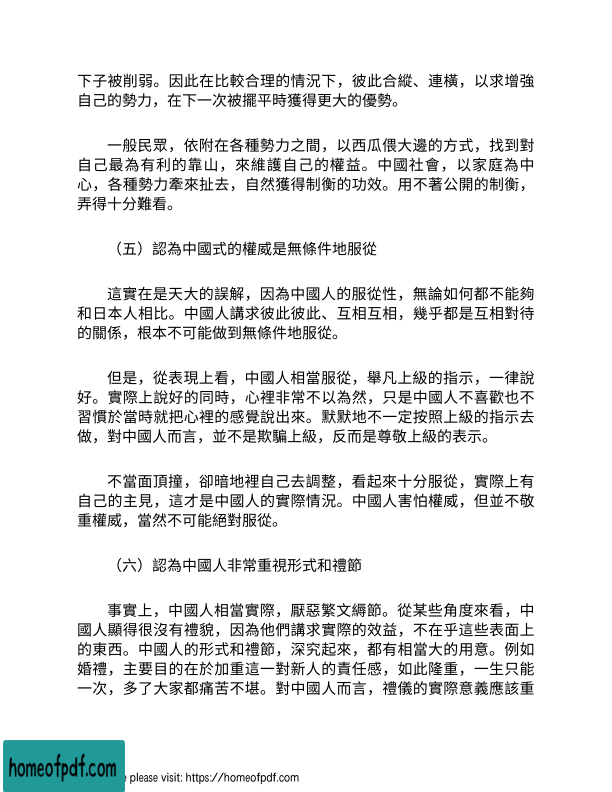 下子被削弱。因此在比較合理的情況下，彼此合縱、連橫，以求增強
自己的勢力，在下一次被擺平時獲得更大的優勢。
一般民眾，依附在各種勢力之間，以西瓜偎大邊的方式，找到對
自己最為有利的靠山，來維護自己的權益。中國社會，以家庭為中
心，各種勢力牽來扯去，自然獲得制衡的功效。用不著公開的制衡，
弄得十分難看。
（五）認為中國式的權威是無條件地服從
這實在是天大的誤解，因為中國人的服從性，無論如何都不能夠
和日本人相比。中國人講求彼此彼此、互相互相，幾乎都是互相對待
的關係，根本不可能做到無條件地服從。
但是，從表現上看，中國人相當服從，舉凡上級的指示，一律說
好。實際上說好的同時，心裡非常不以為然，只是中國人不喜歡也不
習慣於當時就把心裡的感覺說出來。默默地不一定按照上級的指示去
做，對中國人而言，並不是欺騙上級，反而是尊敬上級的表示。
不當面頂撞，卻暗地裡自己去調整，看起來十分服從，實際上有
自己的主見，這才是中國人的實際情況。中國人害怕權威，但並不敬
重權威，當然不可能絕對服從。
（六）認為中國人非常重視形式和禮節
事實上，中國人相當實際，厭惡繁文縟節。從某些角度來看，中
國人顯得很沒有禮貌，因為他們講求實際的效益，不在乎這些表面上
的東西。中國人的形式和禮節，深究起來，都有相當大的用意。例如
婚禮，主要目的在於加重這一對新人的責任感，如此隆重，一生只能
一次，多了大家都痛苦不堪。對中國人而言，禮儀的實際意義應該重
homeofpdf.com
please visit: https://homeofpdf.com